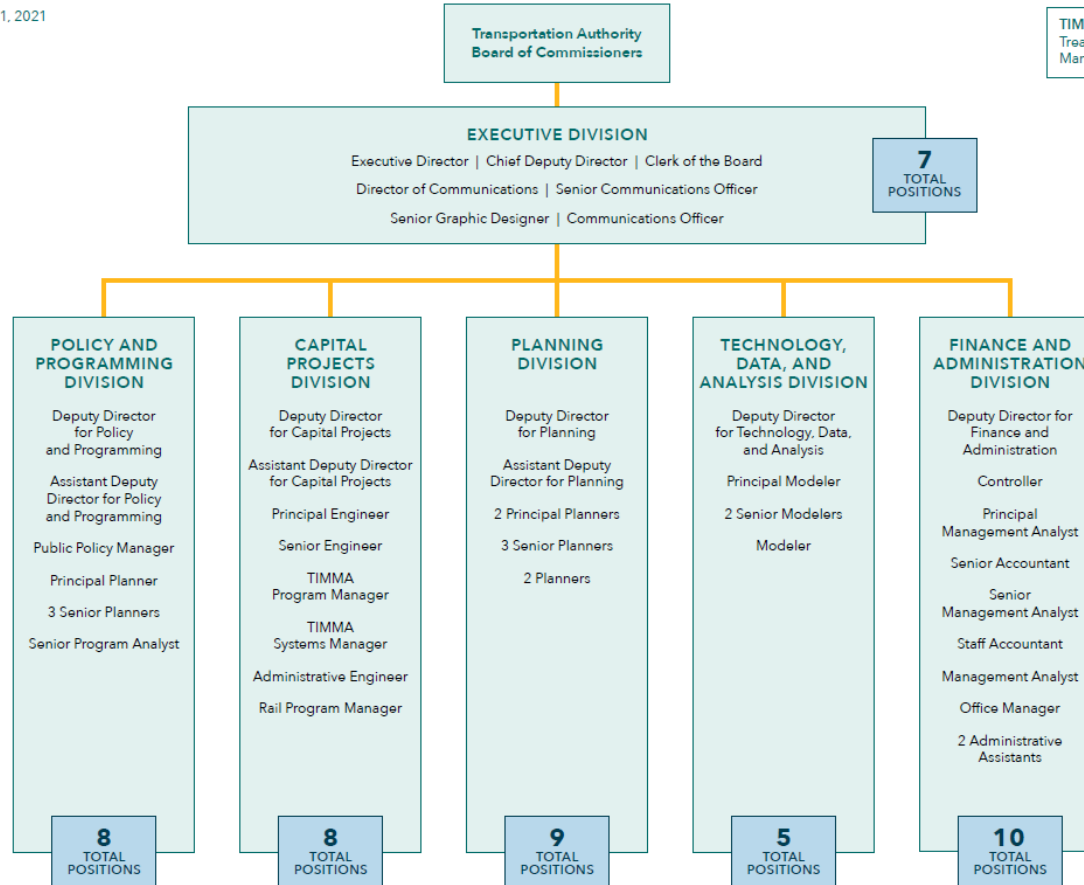 1, 2021
Transportation Authority
Board of Commissioners
TIM
Trea
Man
EXECUTIVE DIVISION
Executive Director | Chief Deputy Director | Clerk of the Board
Director of Communications | Senior Communications Officer
Senior Graphic Designer | Communications Officer
7
TOTAL
POSITIONS
POLICY AND
PROGRAMMING
DIVISION
Deputy Director
for Policy
and Programming
Assistant Deputy
Director for Policy
and Programming
Public Policy Manager
Principal Planner
3 Senior Planners
Senior Program Analyst
8
TOTAL
POSITIONS
CAPITAL
PROJECTS
DIVISION
Deputy Director
for Capital Projects
Assistant Deputy Director
for Capital Projects
Principal Engineer
Senior Engineer
TIMMA
Program Manager
TIMMA
Systems Manager
Administrative Engineer
Rail Program Manager
8
TOTAL
POSITIONS
PLANNING
DIVISION
Deputy Director
for Planning
Assistant Deputy
Director for Planning
2 Principal Planners
3 Senior Planners
2 Planners
9
TOTAL
POSITIONS
TECHNOLOGY,
DATA, AND
ANALYSIS DIVISION
Deputy Director
for Technology, Data,
and Analysis
Principal Modeler
2 Senior Modelers
Modeler
5
TOTAL
POSITIONS
FINANCE AND
ADMINISTRATION
DIVISION
Deputy Director for
Finance and
Administration
Controller
Principal
Management Analyst
Senior Accountant
Senior
Management Analyst
Staff Accountant
Management Analyst
Office Manager
2 Administrative
Assistants
10
TOTAL
POSITIONS